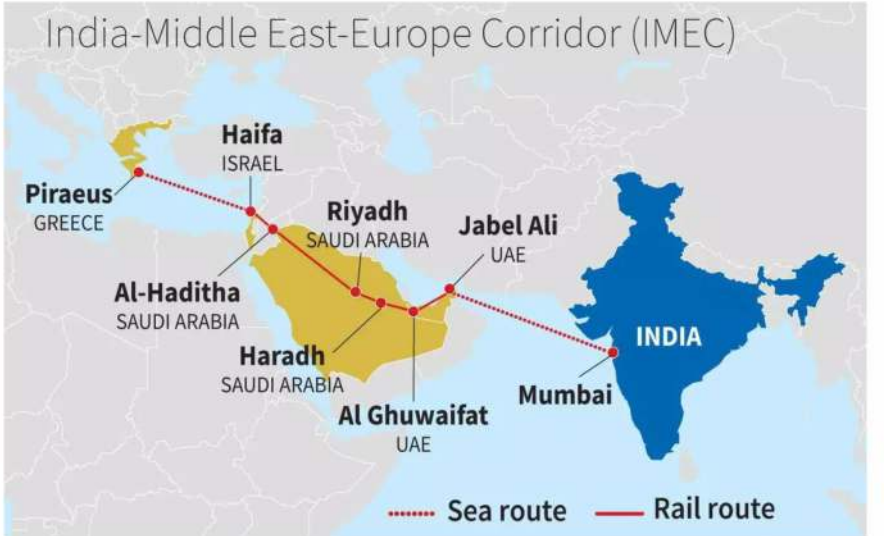 India-Middle East-Europe Corridor (IMEC)
Haifa
ISRAEL
Piraeus
GREECE
Riyadh
SAUDI ARABIA
Jabel Ali
UAE
Al-Haditha
SAUDI ARABIA
Haradh
SAUDI ARABIA
Al Ghuwaifat
UAE
INDIA
Mumbai
Sea route
Rail route